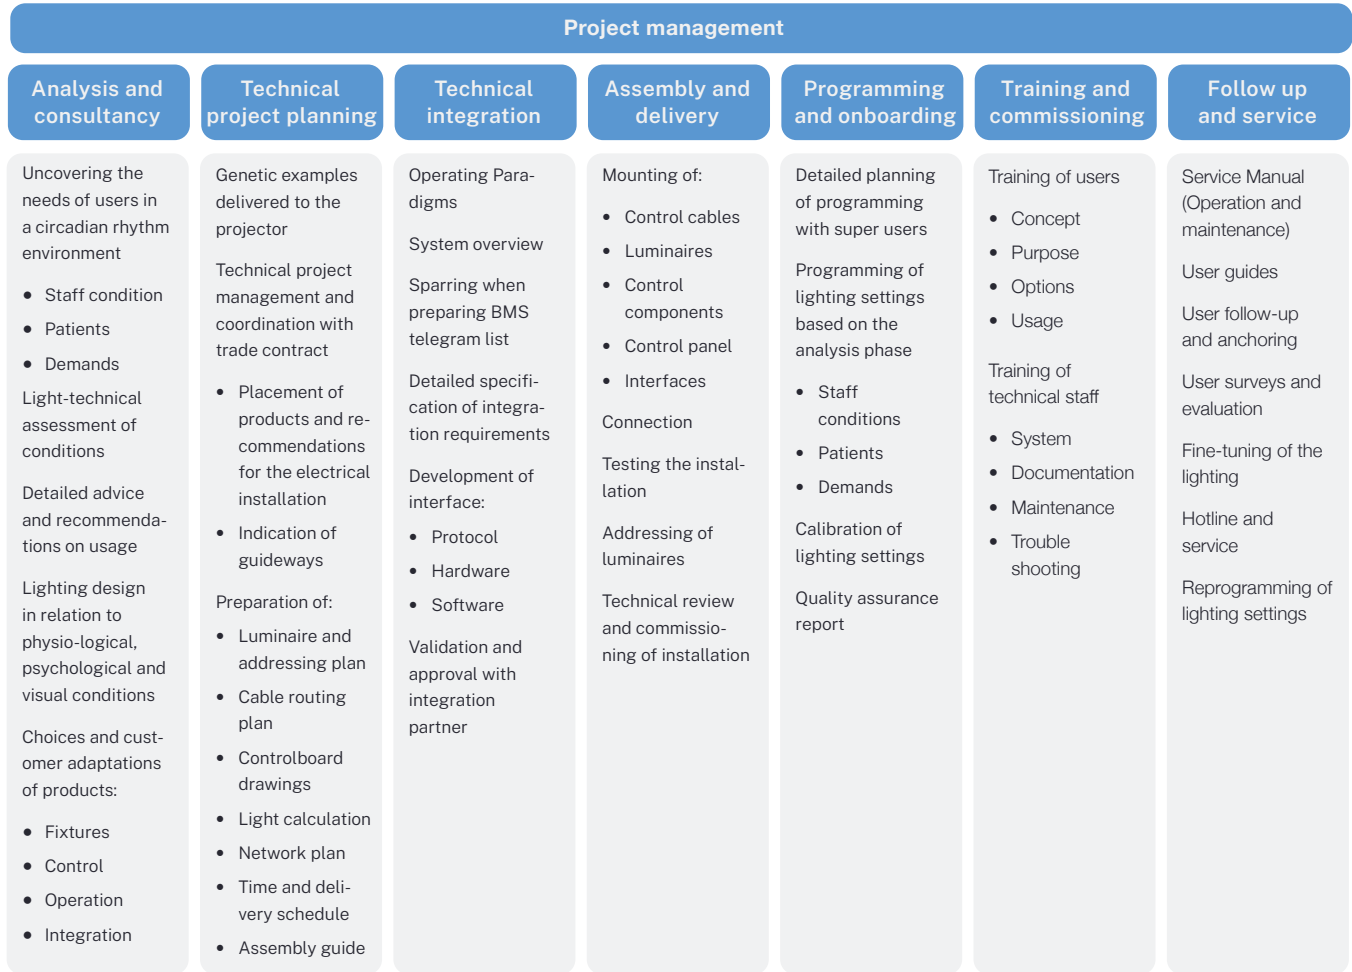 Project management
Analysis and
consultancy
Uncovering the
needs of users in
a circadian rhythm
environment
• Staff condition
• Patients
• Demands
Light-technical
assessment of
conditions
Detailed advice
and recommenda-
tions on usage
Lighting design
in relation to
physio-logical,
psychological and
visual conditions
Choices and cust-
omer adaptations
of products:
• Fixtures
• Control
• Operation
• Integration
Technical
project planning
Genetic examples
delivered to the
projector
Technical project
management and
coordination with
trade contract
• Placement of
products and re-
commendations
for the electrical
installation
• Indication of
guideways
Preparation of:
• Luminaire and
addressing plan
• Cable routing
plan
• Controlboard
drawings
• Light calculation
• Network plan
• Time and deli-
very schedule
• Assembly guide
Technical
integration
Operating Para-
digms
System overview
Sparring when
preparing BMS
telegram list
Detailed specifi-
cation of integra-
tion requirements
Development of
interface:
• Protocol
• Hardware
• Software
Validation and
approval with
integration
partner
Assembly and
delivery
Mounting of:
• Control cables
• Luminaires
• Control
components
• Control panel
• Interfaces
Connection
Testing the instal-
lation
Addressing of
luminaires
Technical review
and commissio-
ning of installation
Programming
and onboarding
Detailed planning
of programming
with super users
Programming of
lighting settings
based on the
analysis phase
• Staff
conditions
• Patients
• Demands
Calibration of
lighting settings
Quality assurance
report
Training and
commissioning
Training of users
• Concept
• Purpose
• Options
• Usage
Training of
technical staff
• System
• Documentation
• Maintenance
• Trouble
shooting
Follow up
and service
Service Manual
(Operation and
maintenance)
User guides
User follow-up
and anchoring
User surveys and
evaluation
Fine-tuning of the
lighting
Hotline and
service
Reprogramming of
lighting settings